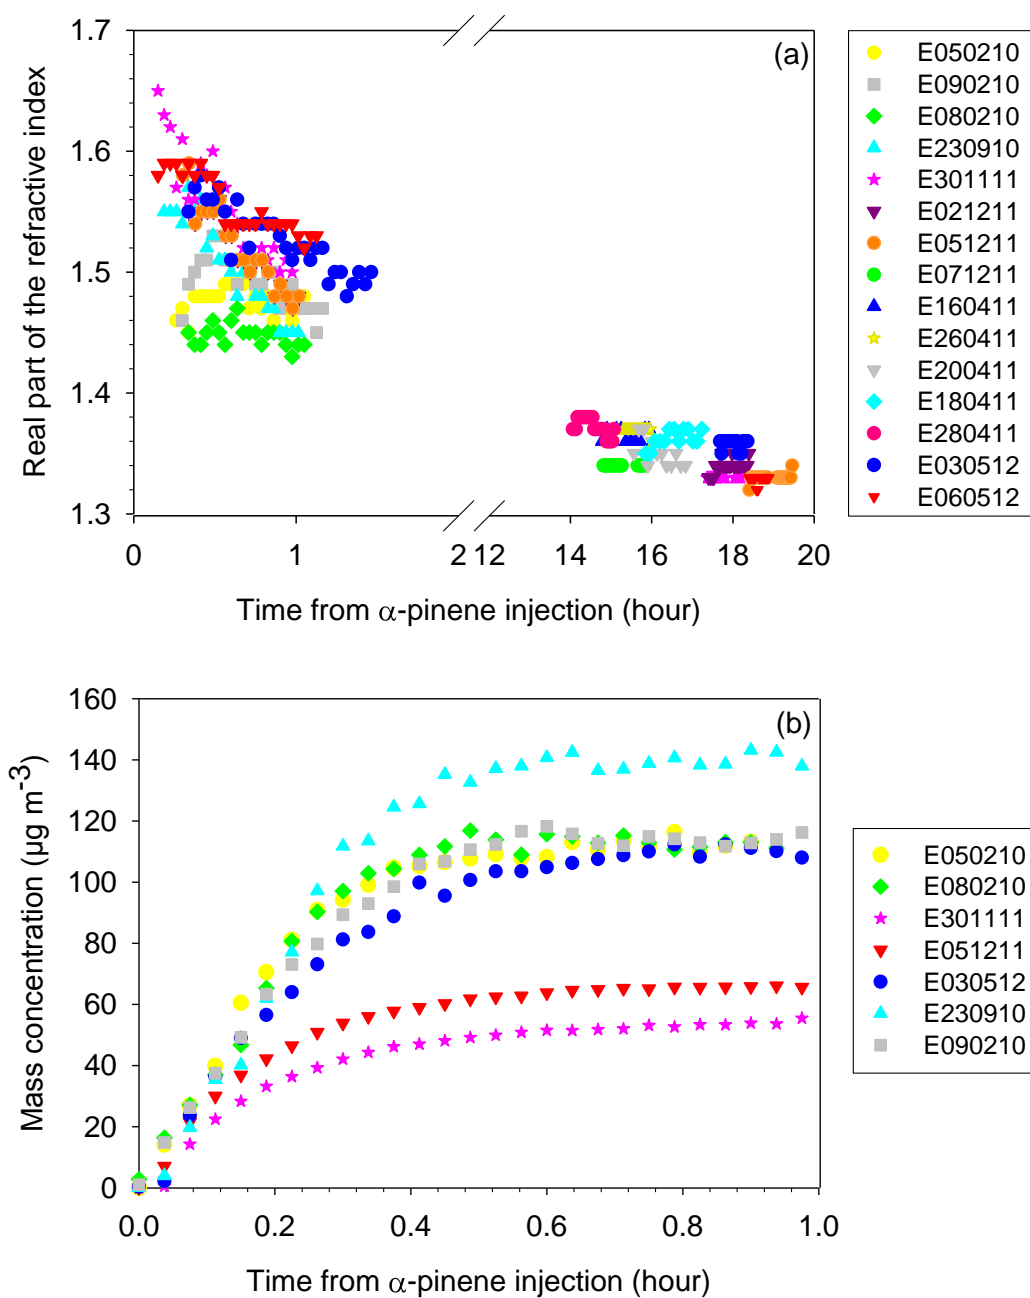 (a)
1.7
1.6
1.5
1.4
1.3
Real part of the refractive index
0 1 2 12 14 16 18 20
Time from α-pinene injection (hour)
E050210
E090210
E080210
E230910
E301111
E021211
E051211
E071211
E160411
E260411
E200411
E180411
E280411
E030512
E060512
(b)
160
140
120
100
80
60
40
20
0
Mass concentration (µg m-3)
0.0 0.2 0.4 0.6 0.8 1.0
Time from α-pinene injection (hour)
E050210
E080210
E301111
E051211
E030512
E230910
E090210